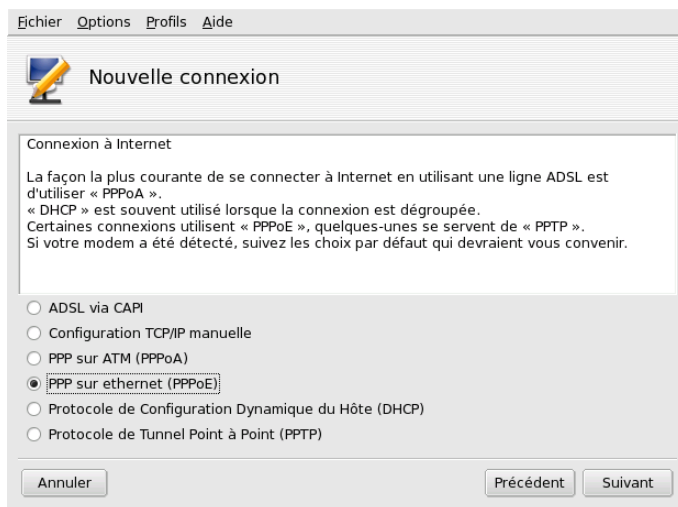 Fichier Options Profils Aide
Nouvelle connexion
Connexion à Internet
La façon la plus courante de se connecter à Internet en utilisant une ligne ADSL est
d'utiliser « PPPoA ».
« DHCP » est souvent utilisé lorsque la connexion est dégroupée.
Certaines connexions utilisent « PPPoE », quelques-unes se servent de « PPTP ».
Si votre modem a été détecté, suivez les choix par défaut qui devraient vous convenir.
ADSL via CAPI
Configuration TCP/IP manuelle
PPP sur ATM (PPPoA)
PPP sur ethernet (PPPoE)
Protocole de Configuration Dynamique du Hôte (DHCP)
Protocole de Tunnel Point à Point (PPTP)
Annuler Précédent Suivant